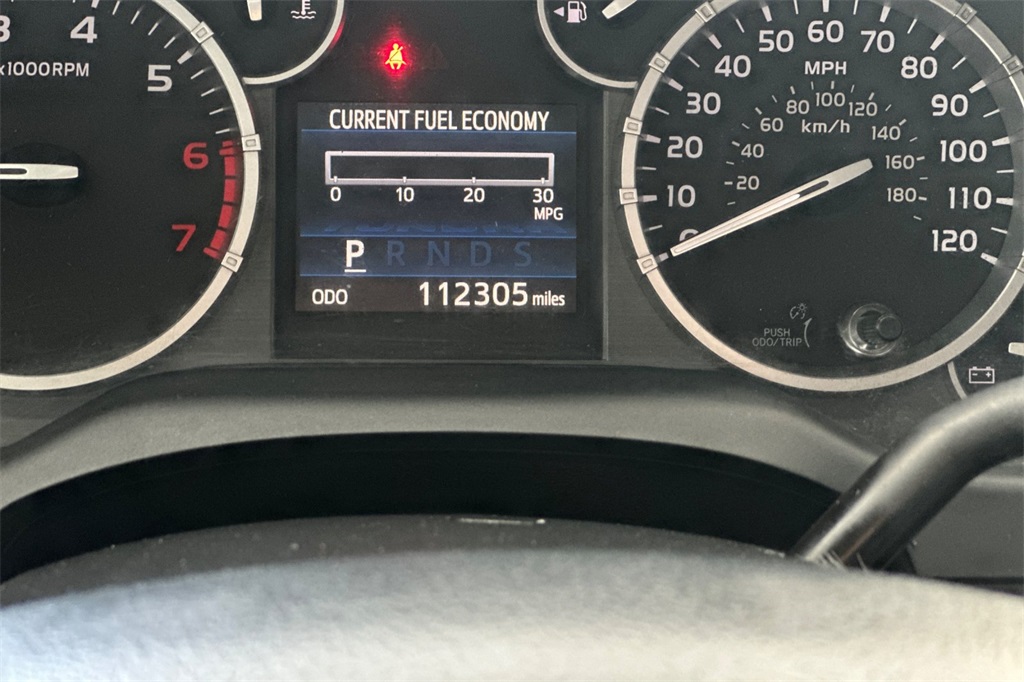 3 4 5 6 7
x1000RPM
CURRENT FUEL ECONOMY
0 10 20 30
MPG
P R N D S
ODO 112305 miles
10 20 30 40 50 60 70 80 90 100 110 120
MPH
20 40 60 80 100 120 140 160 180
km/h
PUSH
ODO/TRIP